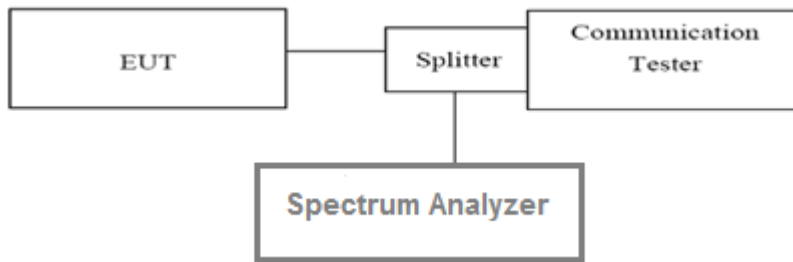 EUT
Splitter
Communication
Tester
Spectrum Analyzer